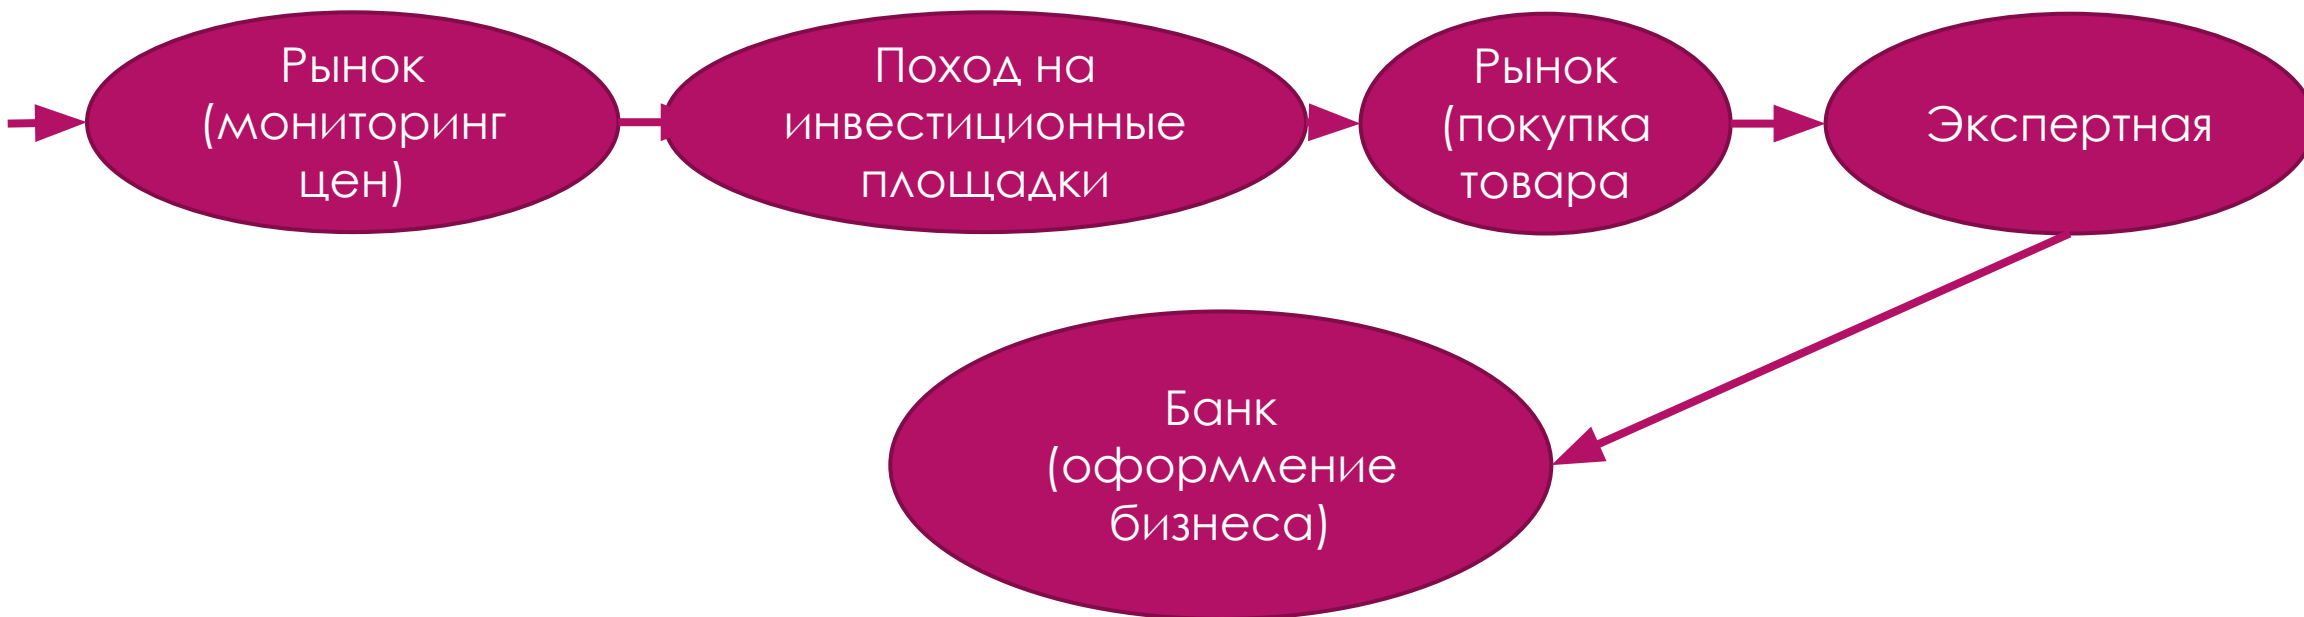 Рынок
(мониторинг
цен)
Поход на
инвестиционные
площадки
Рынок
(покупка
товара
Экспертная
Банк
(оформление
бизнеса)